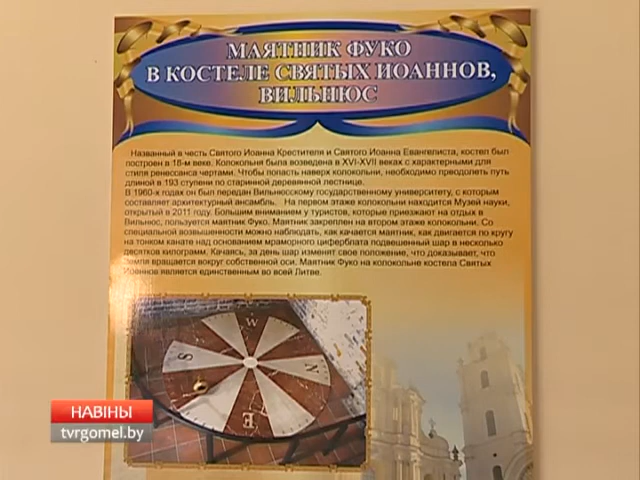 МАЯТНИК ФУКО
В КОСТЕЛЕ СВЯТЫХ ИОАННОВ,
ВИЛЬНЮС
Названный в честь Святого Иоанна Крестителя и Святого Иоанна Евангелиста, костел был
построен в 18-м веке. Колокольня была возведена в XVI-XVII веках с характерными для
стиля ренессанса чертами. Чтобы попасть наверх колокольни, необходимо преодолеть путь
длиной в 193 ступени по старинной деревянной лестнице.
В 1960-х годах он был передан Вильнюсскому государственному университету, с которым
составляет архитектурный ансамбль. На первом этаже колокольни находится Музей науки,
открытый в 2011 году. Большим вниманием у туристов, которые приезжают на отдых в
Вильнюс, пользуется маятник Фуко. Маятник закреплен на втором этаже колокольни. Со
специальной возвышенности можно наблюдать, как качается маятник, как двигается по кругу
на тонком канате над основанием мраморного циферблата подвешенный шар в несколько
десятков килограмм. Качаясь, за день шар изменят свое положение, что доказывает, что
Земля вращается вокруг собственной оси. Маятник Фуко на колокольне костела Святых
Иоаннов является единственным во всей Литве.
W
S
N
E
НАВІНЫ
tvrgomel.by